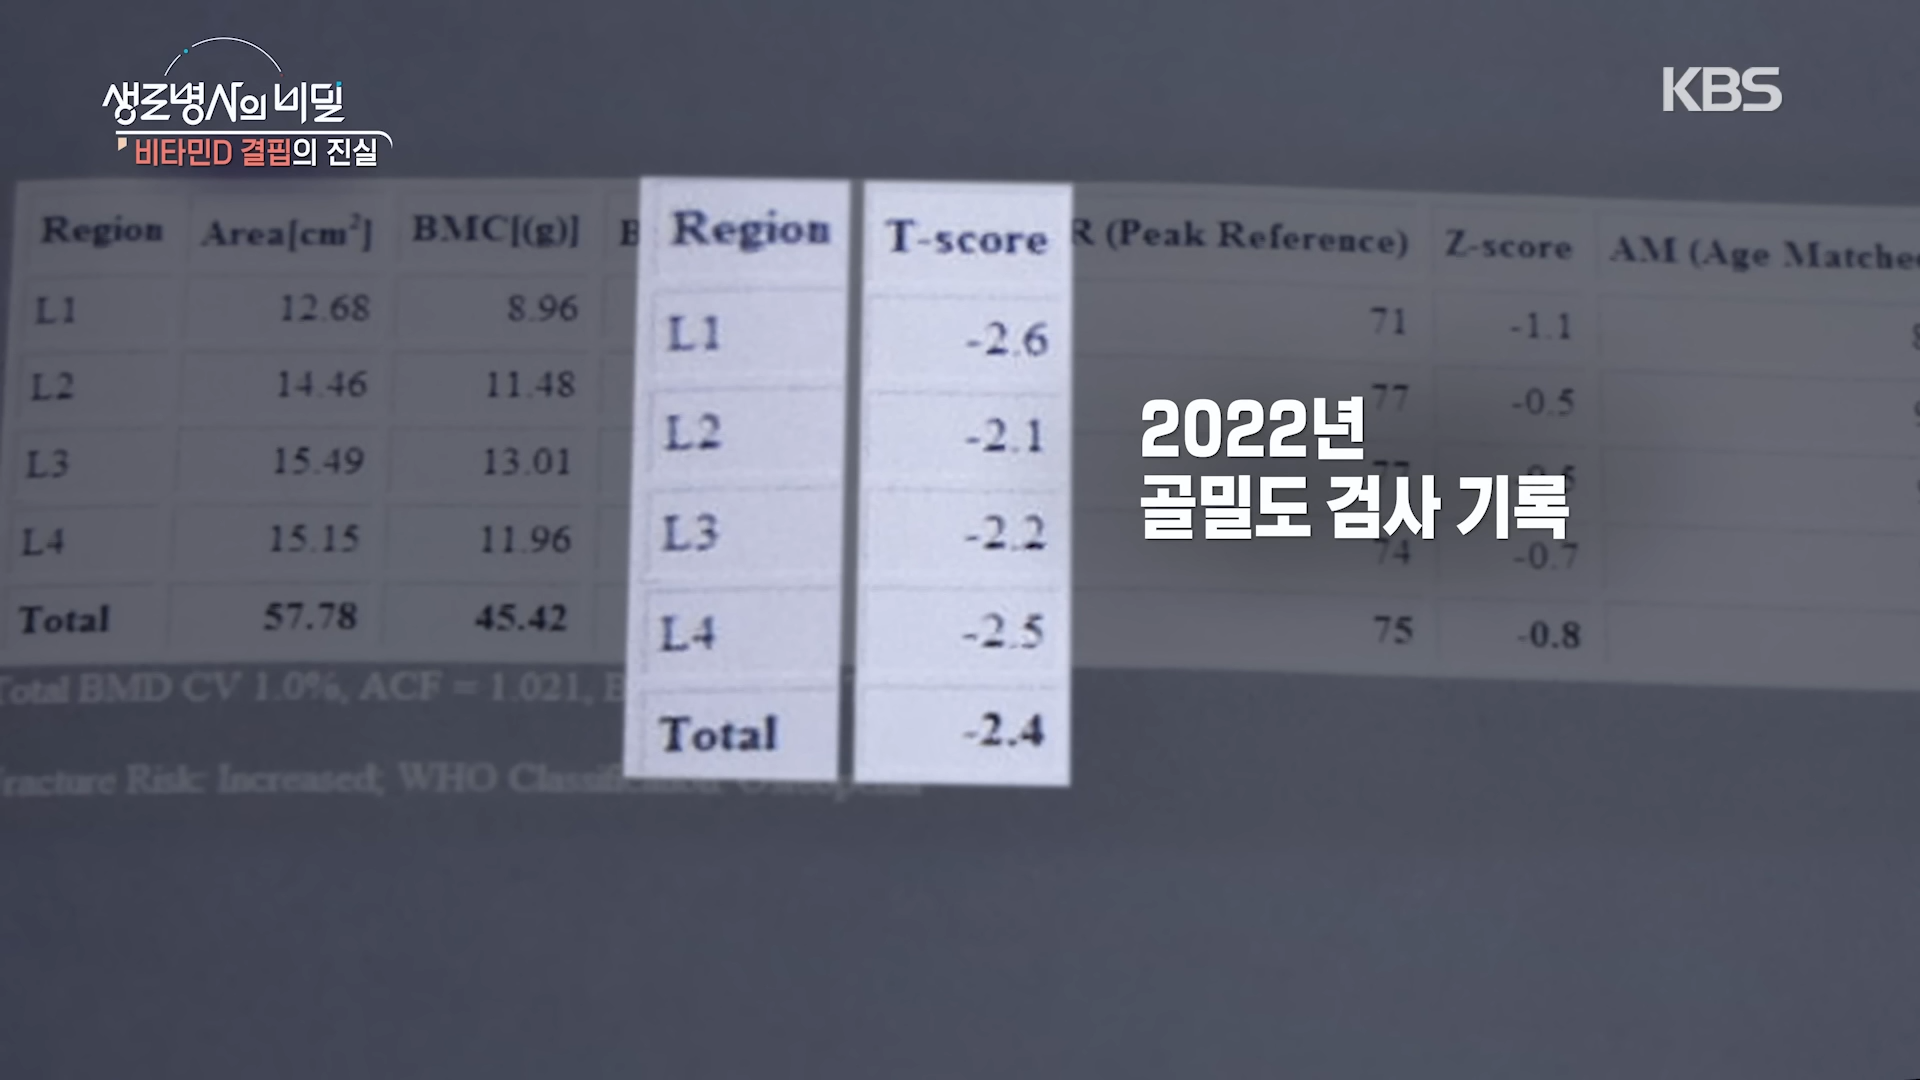 생로병사의 비밀
비타민D 결핍의 진실
KBS
Region Area[cm²] BMC[(g)] Region T-score (Peak Reference) Z-score AM (Age
L1 12.68 8.96 L1 -2.6 71 -1.1
L2 14.46 11.48 L2 -2.1 77 -0.5
L3 15.49 13.01 L3 -2.2
L4 15.15 11.96 L4 -2.5 74 -0.7
Total 57.78 45.42 Total -2.4 75 -0.8
2022년
골밀도 검사 기록
Total BMD CV 1.0%, ACF = 1.021,
Risk: Increased; WHO